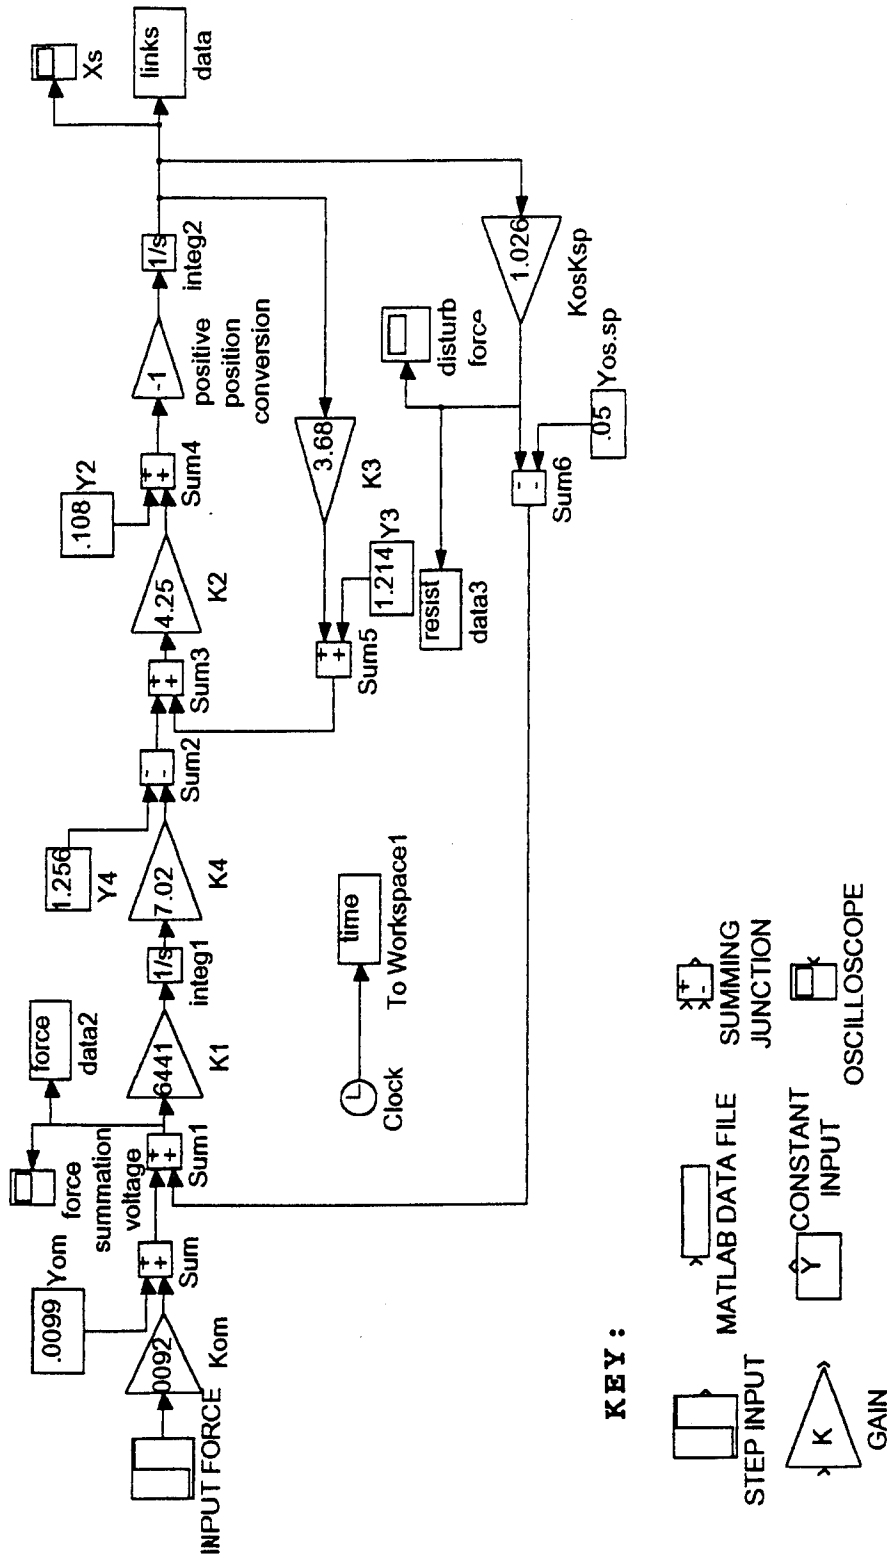 INPUT FORCE
0092
Kom
.0099
Yom
+
+
Sum
force
summation
voltage
force
data2
+
+
Sum1
6441
K1
1/s
integ1
7.02
K4
1.256
Y4
-
-
Sum2
+
+
Sum3
4.25
K2
.108
Y2
+
+
Sum4
-1
positive
position
conversion
1/s
integ2
Xs
links
data
3.68
K3
1.214
Y3
+
+
Sum5
Clock
time
To Workspace1
resist
data3
disturb
force
1.026
KosKsp
.05
Yos.sp
-
-
Sum6
KEY:
STEP INPUT
MATLAB DATA FILE
+
-
SUMMING
JUNCTION
K
GAIN
Y
CONSTANT
INPUT
OSCILLOSCOPE